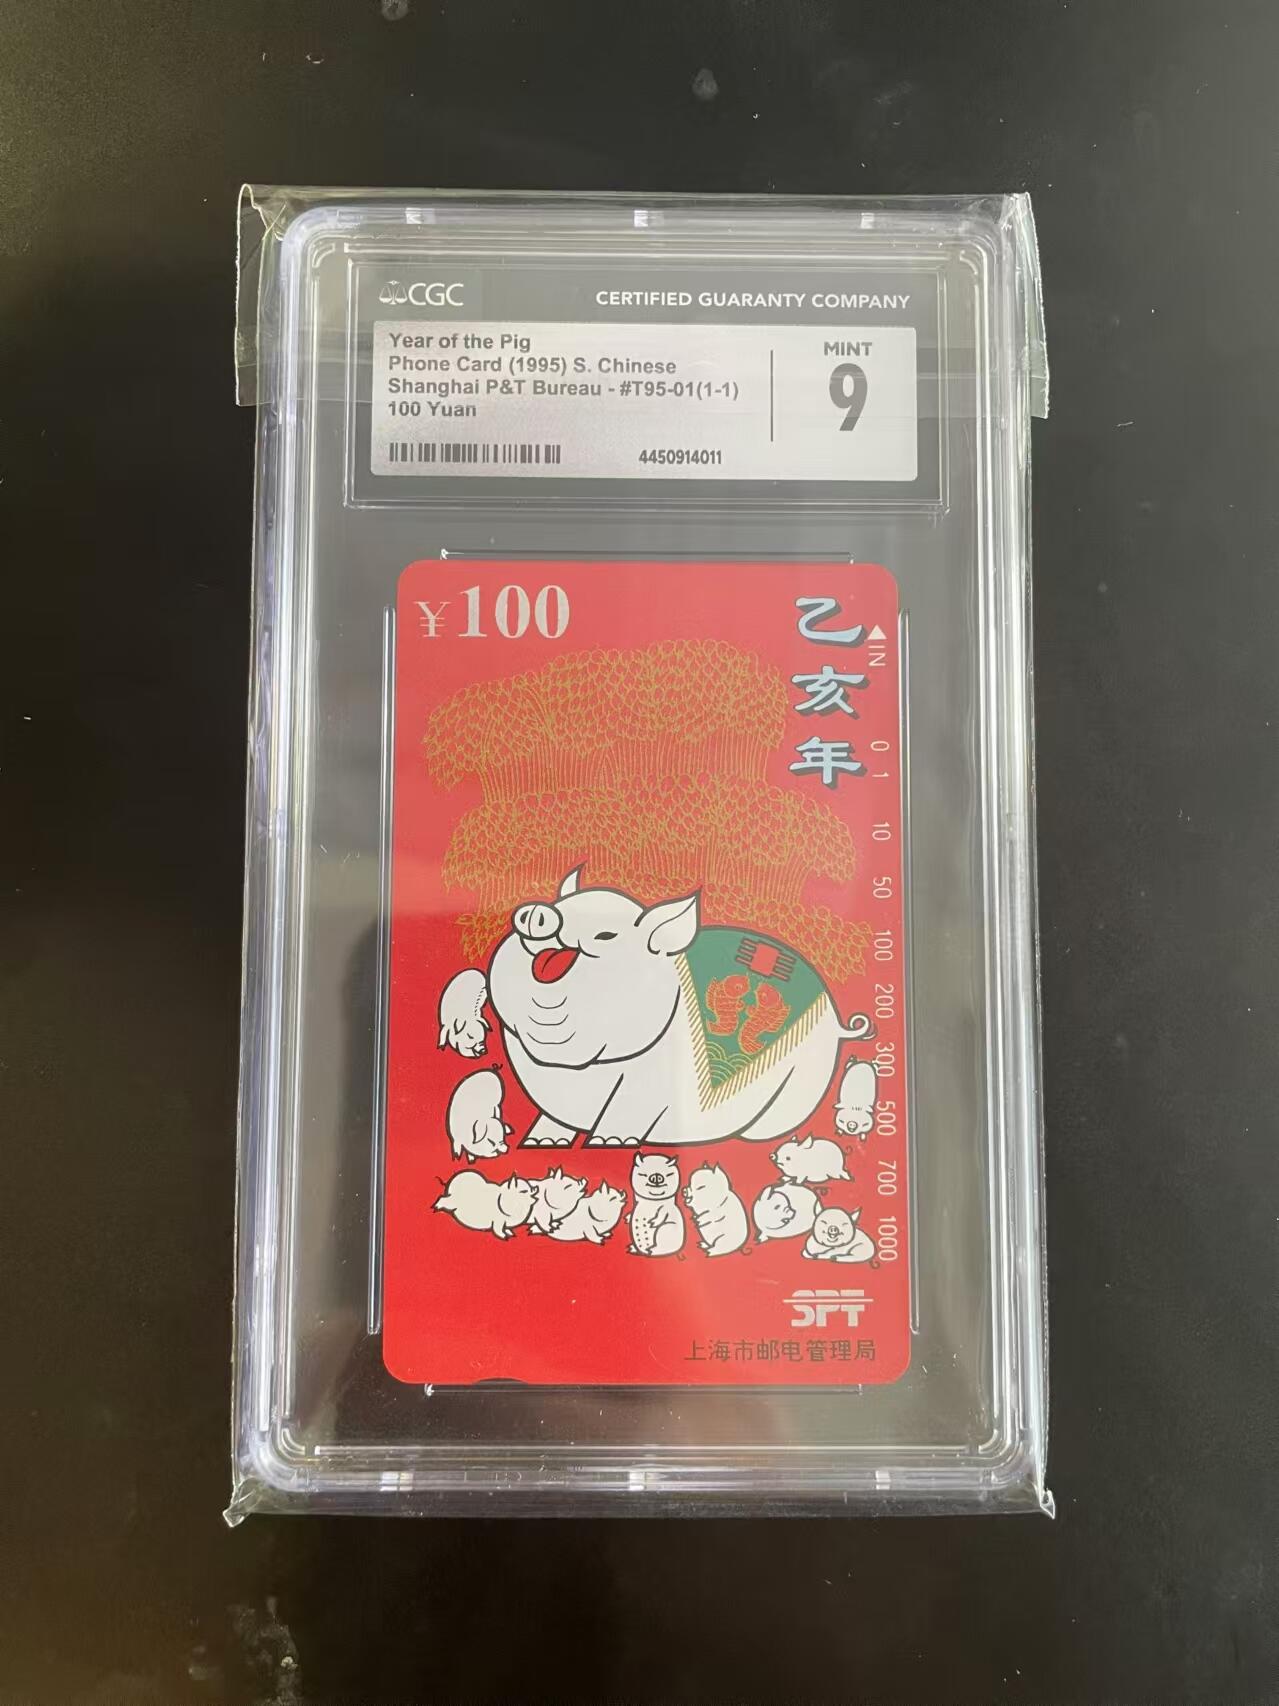 CGC
CERTIFIED GUARANTY COMPANY
Year of the Pig
Phone Card (1995) S. Chinese
Shanghai P&T Bureau - #T95-01(1-1)
100 Yuan
4450914011
MINT
9
¥100
乙亥年
IN
0
1
10
50
100
200
300
500
700
1000
SPT
上海市邮电管理局